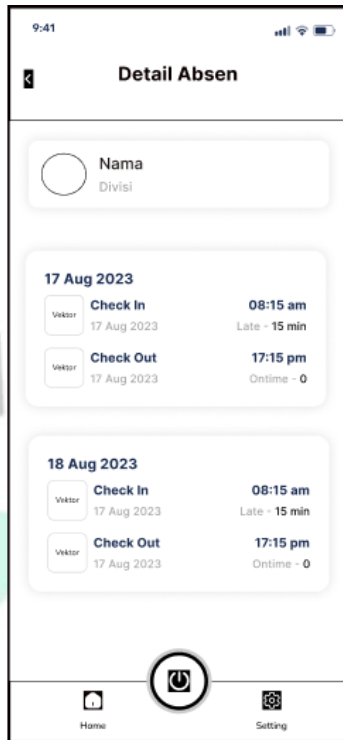 9:41
Detail Absen
Nama
Divisi
17 Aug 2023
Vektor Check In 08:15 am
17 Aug 2023 Late - 15 min
Vektor Check Out 17:15 pm
17 Aug 2023 Ontime - 0
18 Aug 2023
Vektor Check In 08:15 am
17 Aug 2023 Late - 15 min
Vektor Check Out 17:15 pm
17 Aug 2023 Ontime - 0
Home Setting